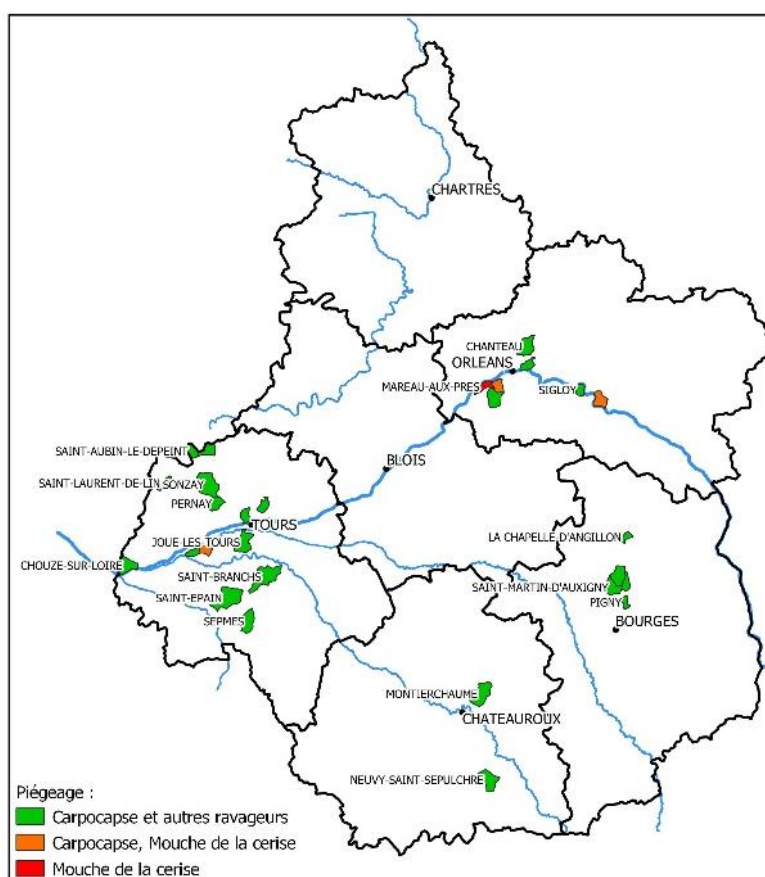 CHARTRES
CHANTEAU
ORLEANS
MAREAU-AUX-PRES
SIGLOY
BLOIS
SAINT-AUBIN-LE-DEPEINT
SAINT-LAURENT-DE-LIN
SONZAY
PERNAY
TOURS
JOUE-LES-TOURS
CHOUZE-SUR-LOIRE
SAINT-BRANCHS
SAINT-EPAIN
SEPMES
LA CHAPELLE-D'ANGILLON
SAINT-MARTIN-D'AUXIGNY
PIGNY
BOURGES
MONTIERCHAUME
CHATEAUROUX
NEUVY-SAINT-SEPULCHRE
Piégeage :
Carpocapse et autres ravageurs
Carpocapse, Mouche de la cerise
Mouche de la cerise